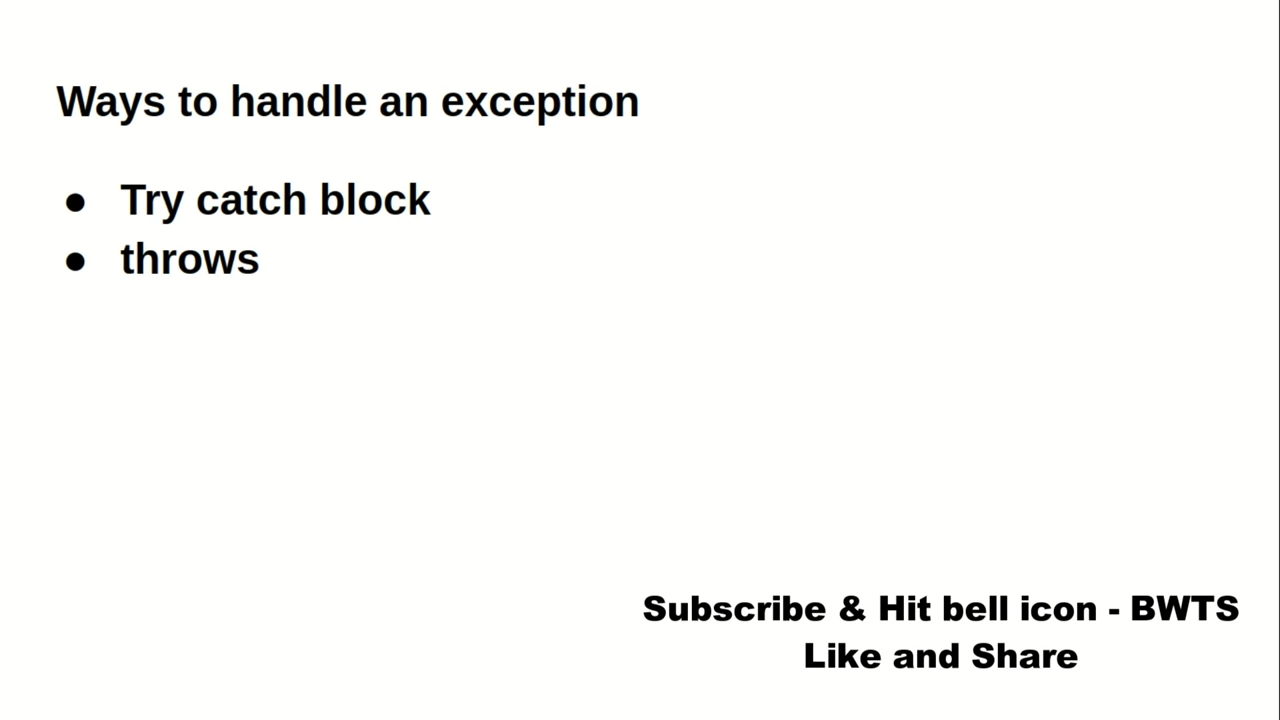 Ways to handle an exception
● Try catch block
● throws
Subscribe & Hit bell icon - BWTS
Like and Share